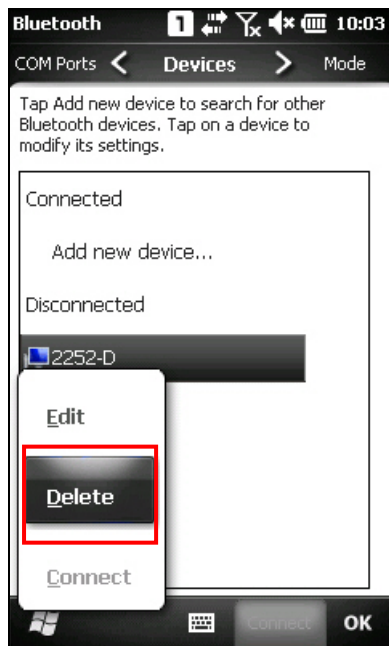 Bluetooth 1 10:03
COM Ports < Devices > Mode
Tap Add new device to search for other
Bluetooth devices. Tap on a device to
modify its settings.
Connected
Add new device...
Disconnected
2252-D
Edit
Delete
Connect
Connect OK